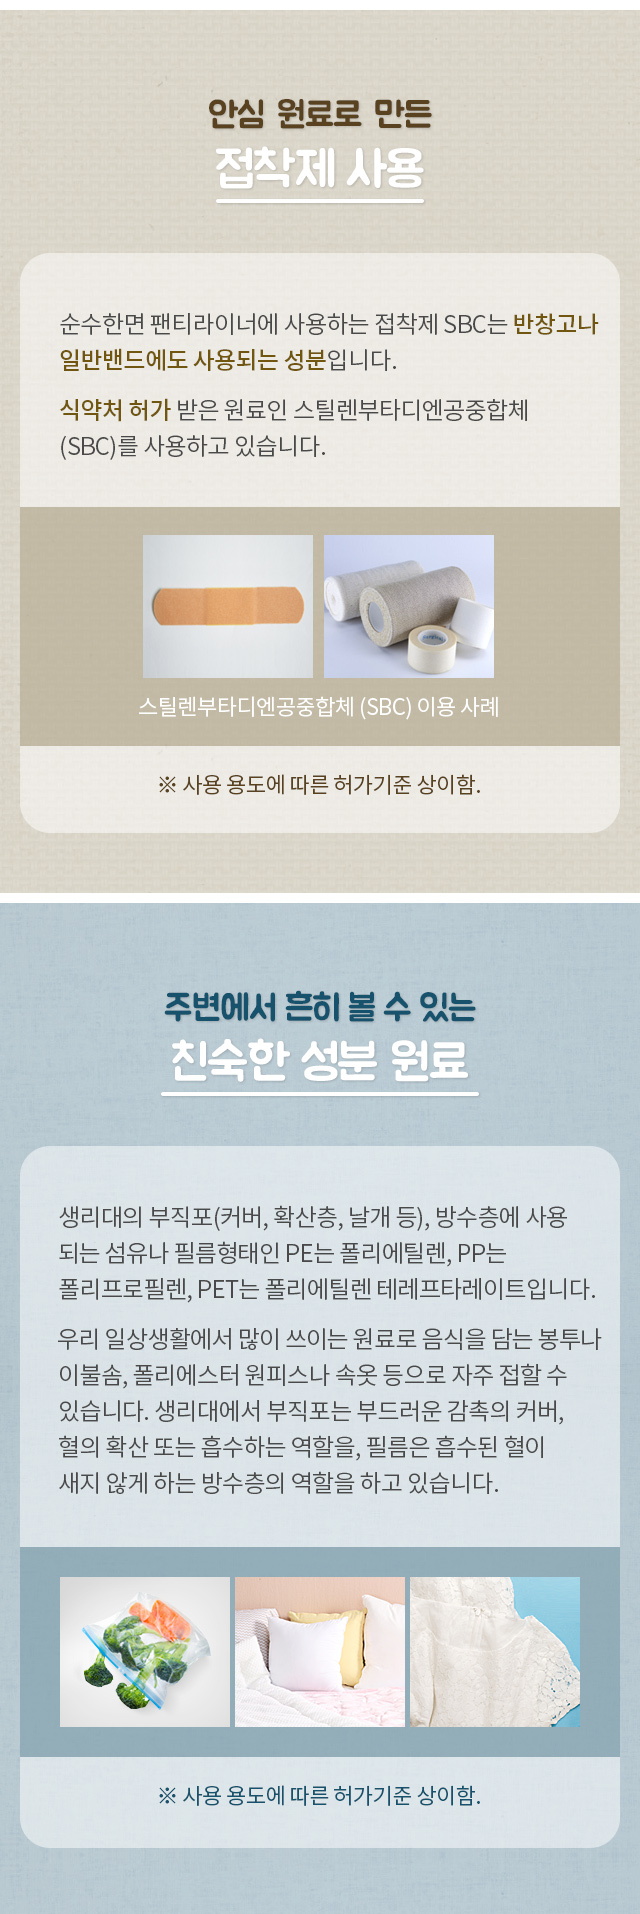 안심 원료로 만든
접착제 사용
순수한면 팬티라이너에 사용하는 접착제 SBC는 반창고나
일반밴드에도 사용되는 성분입니다.
식약처 허가 받은 원료인 스틸렌부타디엔공중합체
(SBC)를 사용하고 있습니다.
스틸렌부타디엔공중합체 (SBC) 이용 사례
※ 사용 용도에 따른 허가기준 상이함.
주변에서 흔히 볼 수 있는
친숙한 성분 원료
생리대의 부직포(커버, 확산층, 날개 등), 방수층에 사용
되는 섬유나 필름형태인 PE는 폴리에틸렌, PP는
폴리프로필렌, PET는 폴리에틸렌 테레프타레이트입니다.
우리 일상생활에서 많이 쓰이는 원료로 음식을 담는 봉투나
이불솜, 폴리에스터 원피스나 속옷 등으로 자주 접할 수
있습니다. 생리대에서 부직포는 부드러운 감촉의 커버,
혈의 확산 또는 흡수하는 역할을, 필름은 흡수된 혈이
새지 않게 하는 방수층의 역할을 하고 있습니다.
※ 사용 용도에 따른 허가기준 상이함.